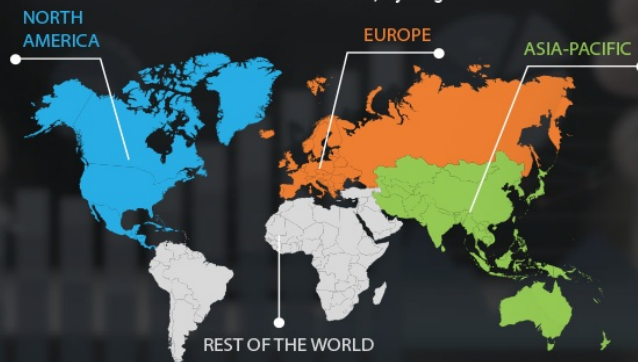 NORTH
AMERICA
EUROPE
ASIA-PACIFIC
REST OF THE WORLD